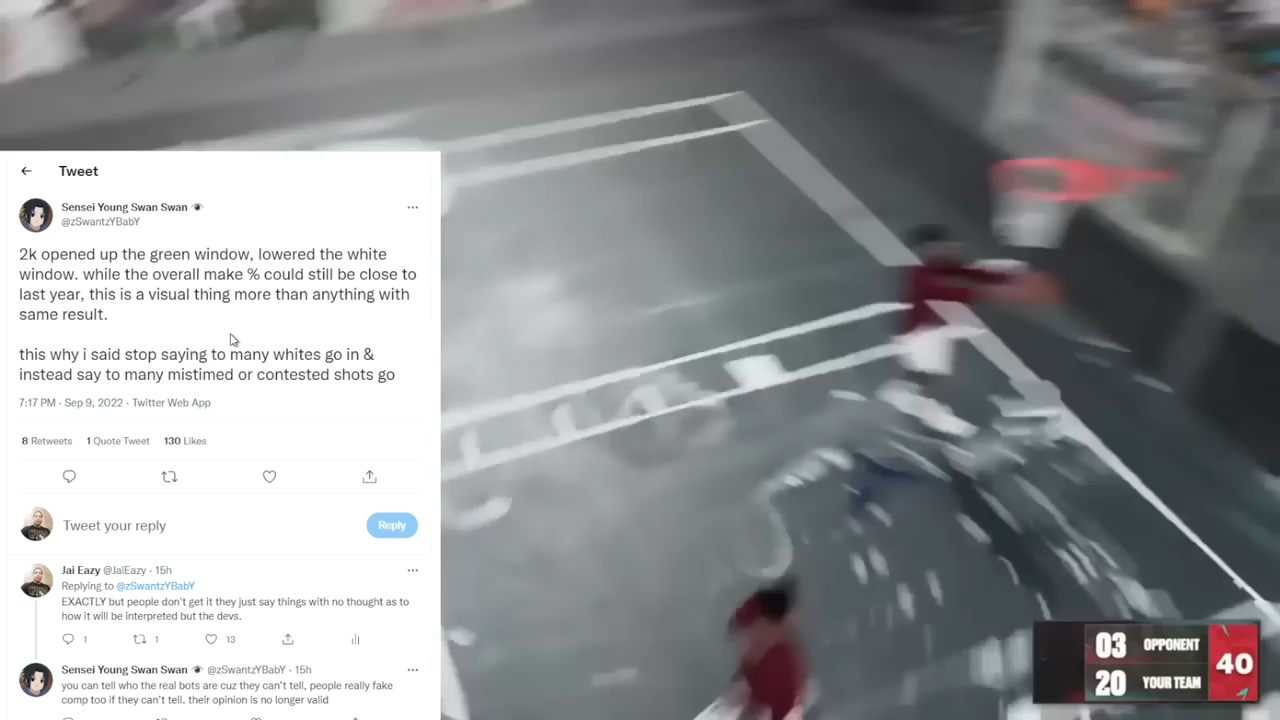 Tweet
Sensei Young Swan Swan
@zSwantzYBabY
2k opened up the green window, lowered the white
window. while the overall make % could still be close to
last year, this is a visual thing more than anything with
same result.
this why i said stop saying to many whites go in &
instead say to many mistimed or contested shots go
7:17 PM · Sep 9, 2022 · Twitter Web App
8 Retweets 1 Quote Tweet 130 Likes
Tweet your reply
Reply
Jai Eazy @JaiEazy · 15h
Replying to @zSwantzYBabY
EXACTLY but people don't get it they just say things with no thought as to
how it will be interpreted but the devs.
1 1 13
Sensei Young Swan Swan @zSwantzYBabY · 15h
you can tell who the real bots are cuz they can't tell, people really fake
comp too if they can't tell. their opinion is no longer valid
03 OPPONENT
40
20 YOUR TEAM